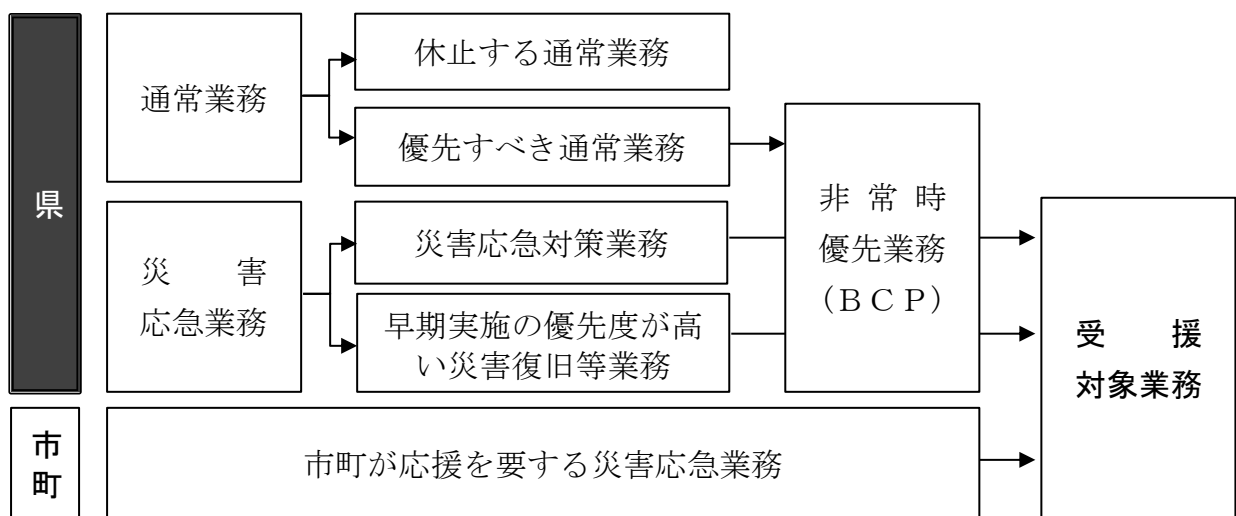 県
通常業務
休止する通常業務
優先すべき通常業務
災　　害
応急業務
災害応急対策業務
早期実施の優先度が高
い災害復旧等業務
非 常 時
優先業務
（ＢＣＰ）
受　　援
対象業務
市
町
市町が応援を要する災害応急業務